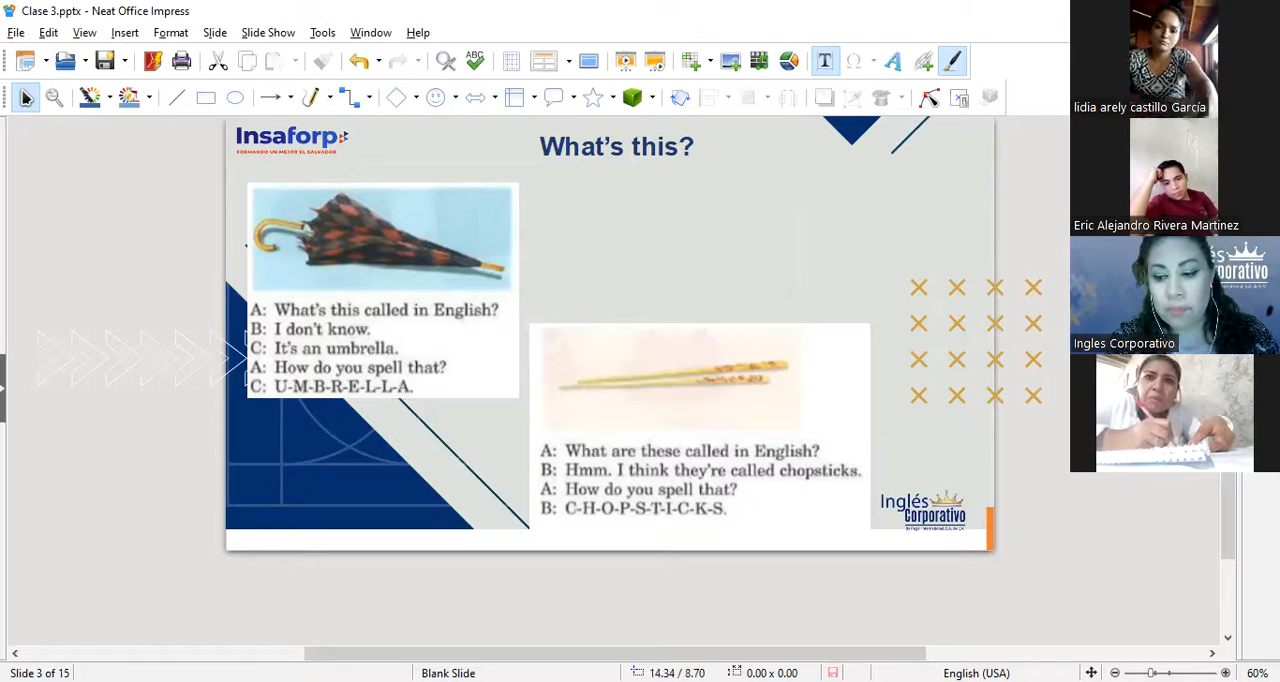 Clase 3.pptx - Neat Office Impress
File Edit View Insert Format Slide Slide Show Tools Window Help
Insaforp
FORMANDO UN MEJOR EL SALVADOR
What's this?
A: What's this called in English?
B: I don't know.
C: It's an umbrella.
A: How do you spell that?
C: U-M-B-R-E-L-L-A.
A: What are these called in English?
B: Hmm. I think they're called chopsticks.
A: How do you spell that?
B: C-H-O-P-S-T-I-C-K-S.
Inglés
Corporativo
lidia arely castillo García
Eric Alejandro Rivera Martinez
és
porativo
Ingles Corporativo
Slide 3 of 15 Blank Slide 14.34 / 8.70 0.00 x 0.00 English (USA) 60%